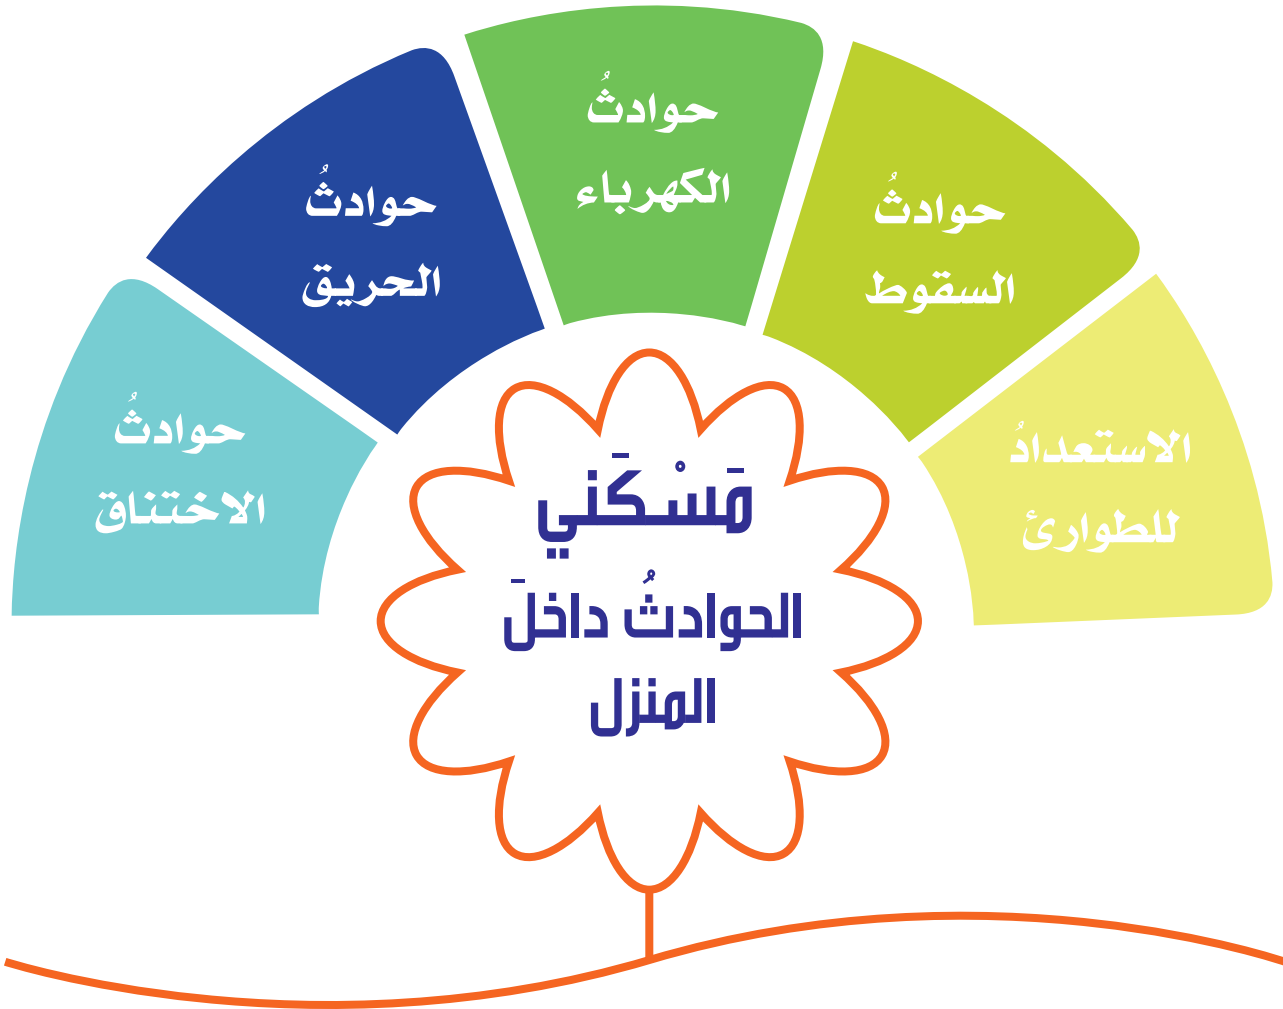 حوادثُ
الكهرباء
حوادثُ
السقوط
الاستعدادُ
للطوارئ
حوادثُ
الحريق
حوادثُ
الاختناق
مَسْكَني
الحوادثُ داخلَ
المنزل